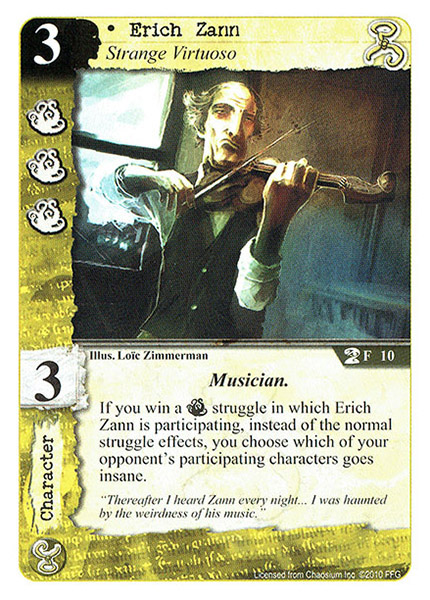 3
• Erich Zann
Strange Virtuoso
Illus. Loïc Zimmerman
F 10
3
Character
Musician.
If you win a struggle in which Erich
Zann is participating, instead of the normal
struggle effects, you choose which of your
opponent's participating characters goes
insane.
"Thereafter I heard Zann every night... I was haunted
by the weirdness of his music."
Licensed from Chaosium Inc. ©2010 FFG